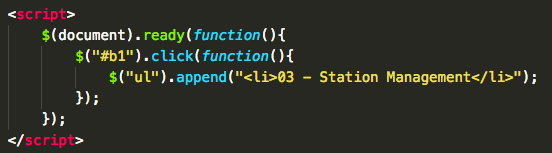 <script>
$(document).ready(function(){
$("#b1").click(function(){
$("ul").append("<li>03 - Station Management</li>");
});
});
</script>